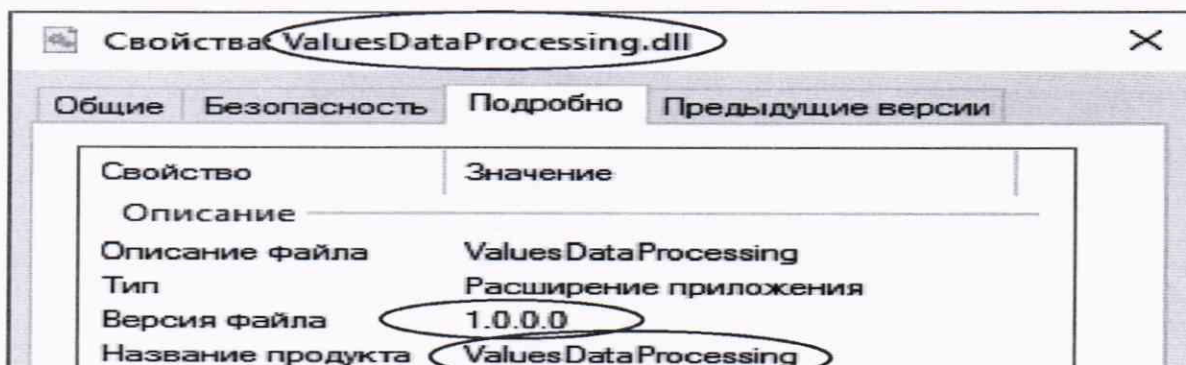 Свойства: ValuesDataProcessing.dll
Общие Безопасность Подробно Предыдущие версии
Свойство Значение
Описание
Описание файла ValuesDataProcessing
Тип Расширение приложения
Версия файла 1.0.0.0
Название продукта ValuesDataProcessing